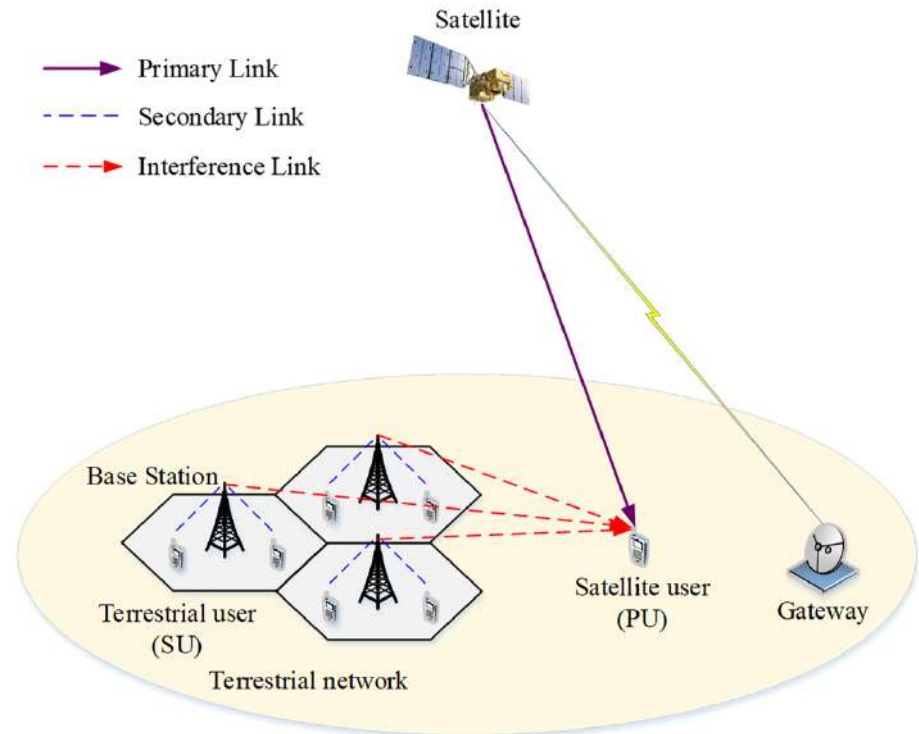 Satellite
Primary Link
Secondary Link
Interference Link
Base Station
Terrestrial user
(SU)
Satellite user
(PU)
Gateway
Terrestrial network